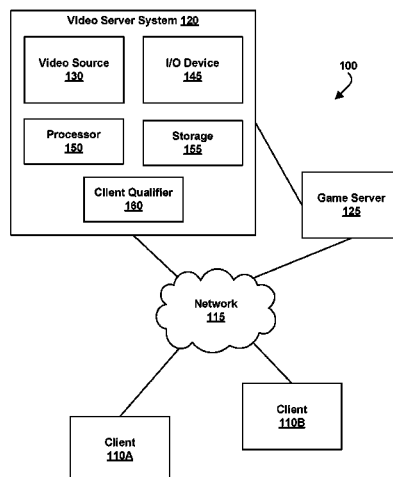 Video Server System 120
Video Source
130
I/O Device
145
100
Processor
150
Storage
155
Client Qualifier
160
Game Server
125
Network
115
Client
110B
Client
110A